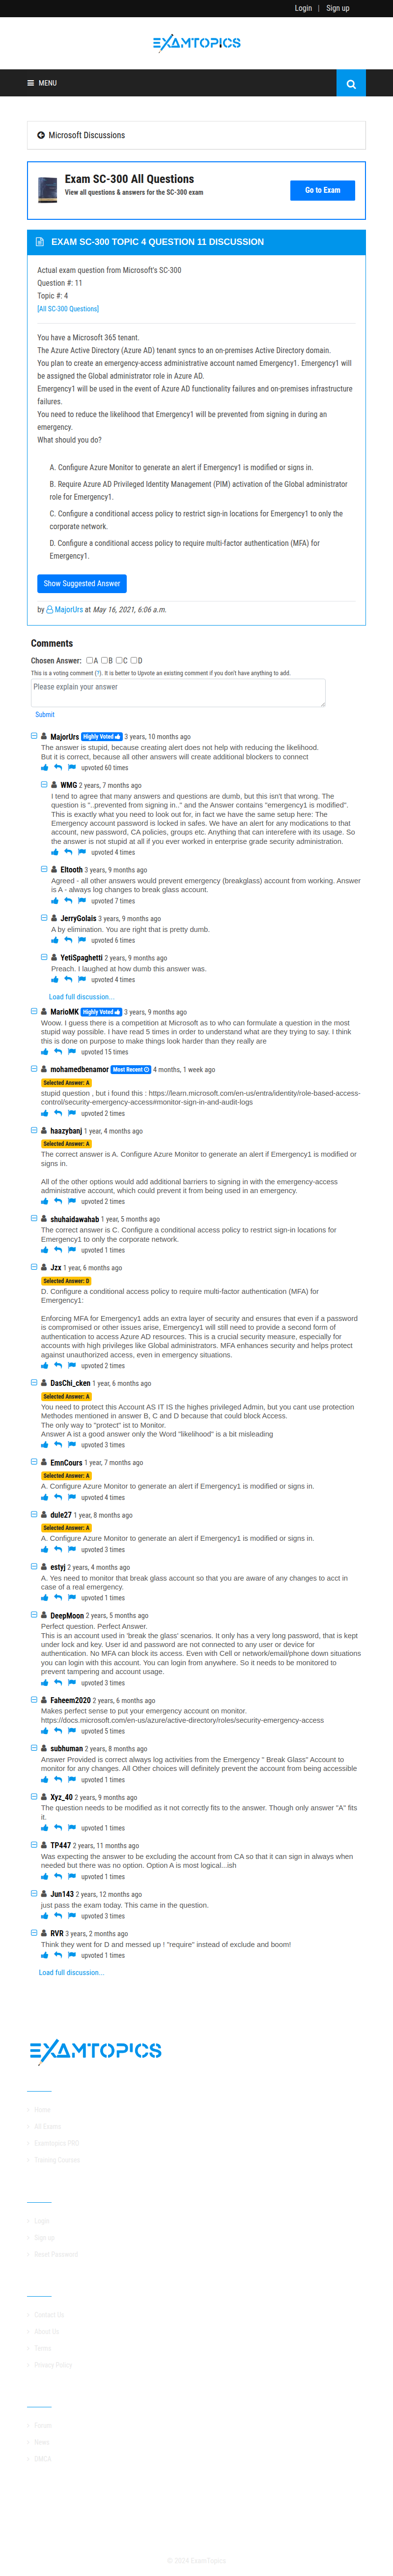 Login | Sign up
EXAMTOPICS
MENU
Microsoft Discussions
Exam SC-300 All Questions
View all questions & answers for the SC-300 exam
Go to Exam
EXAM SC-300 TOPIC 4 QUESTION 11 DISCUSSION
Actual exam question from Microsoft's SC-300
Question #: 11
Topic #: 4
[All SC-300 Questions]
You have a Microsoft 365 tenant.
The Azure Active Directory (Azure AD) tenant syncs to an on-premises Active Directory domain.
You plan to create an emergency-access administrative account named Emergency1. Emergency1 will
be assigned the Global administrator role in Azure AD.
Emergency1 will be used in the event of Azure AD functionality failures and on-premises infrastructure
failures.
You need to reduce the likelihood that Emergency1 will be prevented from signing in during an
emergency.
What should you do?
A. Configure Azure Monitor to generate an alert if Emergency1 is modified or signs in.
B. Require Azure AD Privileged Identity Management (PIM) activation of the Global administrator
role for Emergency1.
C. Configure a conditional access policy to restrict sign-in locations for Emergency1 to only the
corporate network.
D. Configure a conditional access policy to require multi-factor authentication (MFA) for
Emergency1.
Show Suggested Answer
by MajorUrs at May 16, 2021, 6:06 a.m.
Comments
Chosen Answer: A B C D
This is a voting comment (?). It is better to Upvote an existing comment if you don't have anything to add.
Please explain your answer
Submit
MajorUrs Highly Voted 3 years, 10 months ago
The answer is stupid, because creating alert does not help with reducing the likelihood.
But it is correct, because all other answers will create additional blockers to connect
upvoted 60 times
WMG 2 years, 7 months ago
I tend to agree that many answers and questions are dumb, but this isn't that wrong. The
question is "..prevented from signing in.." and the Answer contains "emergency1 is modified".
This is exactly what you need to look out for, in fact we have the same setup here: The
Emergency account password is locked in safes. We have an alert for any modications to that
account, new password, CA policies, groups etc. Anything that can interefere with its usage. So
the answer is not stupid at all if you ever worked in enterprise grade security administration.
upvoted 4 times
Eltooth 3 years, 9 months ago
Agreed - all other answers would prevent emergency (breakglass) account from working. Answer
is A - always log changes to break glass account.
upvoted 7 times
JerryGolais 3 years, 9 months ago
A by elimination. You are right that is pretty dumb.
upvoted 6 times
YetiSpaghetti 2 years, 9 months ago
Preach. I laughed at how dumb this answer was.
upvoted 4 times
Load full discussion...
MarioMK Highly Voted 3 years, 9 months ago
Woow. I guess there is a competition at Microsoft as to who can formulate a question in the most
stupid way possible. I have read 5 times in order to understand what are they trying to say. I think
this is done on purpose to make things look harder than they really are
upvoted 15 times
mohamedbenamor Most Recent 4 months, 1 week ago
Selected Answer: A
stupid question , but i found this : https://learn.microsoft.com/en-us/entra/identity/role-based-access-
control/security-emergency-access#monitor-sign-in-and-audit-logs
upvoted 2 times
haazybanj 1 year, 4 months ago
Selected Answer: A
The correct answer is A. Configure Azure Monitor to generate an alert if Emergency1 is modified or
signs in.
All of the other options would add additional barriers to signing in with the emergency-access
administrative account, which could prevent it from being used in an emergency.
upvoted 2 times
shuhaidawahab 1 year, 5 months ago
The correct answer is C. Configure a conditional access policy to restrict sign-in locations for
Emergency1 to only the corporate network.
upvoted 1 times
Jzx 1 year, 6 months ago
Selected Answer: D
D. Configure a conditional access policy to require multi-factor authentication (MFA) for
Emergency1:
Enforcing MFA for Emergency1 adds an extra layer of security and ensures that even if a password
is compromised or other issues arise, Emergency1 will still need to provide a second form of
authentication to access Azure AD resources. This is a crucial security measure, especially for
accounts with high privileges like Global administrators. MFA enhances security and helps protect
against unauthorized access, even in emergency situations.
upvoted 2 times
DasChi_cken 1 year, 6 months ago
Selected Answer: A
You need to protect this Account AS IT IS the highes privileged Admin, but you cant use protection
Methodes mentioned in answer B, C and D because that could block Access.
The only way to "protect" ist to Monitor.
Answer A ist a good answer only the Word "likelihood" is a bit misleading
upvoted 3 times
EmnCours 1 year, 7 months ago
Selected Answer: A
A. Configure Azure Monitor to generate an alert if Emergency1 is modified or signs in.
upvoted 4 times
dule27 1 year, 8 months ago
Selected Answer: A
A. Configure Azure Monitor to generate an alert if Emergency1 is modified or signs in.
upvoted 3 times
estyj 2 years, 4 months ago
A. Yes need to monitor that break glass account so that you are aware of any changes to acct in
case of a real emergency.
upvoted 1 times
DeepMoon 2 years, 5 months ago
Perfect question. Perfect Answer.
This is an account used in 'break the glass' scenarios. It only has a very long password, that is kept
under lock and key. User id and password are not connected to any user or device for
authentication. No MFA can block its access. Even with Cell or network/email/phone down situations
you can login with this account. You can login from anywhere. So it needs to be monitored to
prevent tampering and account usage.
upvoted 3 times
Faheem2020 2 years, 6 months ago
Makes perfect sense to put your emergency account on monitor.
https://docs.microsoft.com/en-us/azure/active-directory/roles/security-emergency-access
upvoted 5 times
subhuman 2 years, 8 months ago
Answer Provided is correct always log activities from the Emergency " Break Glass" Account to
monitor for any changes. All Other choices will definitely prevent the account from being accessible
upvoted 1 times
Xyz_40 2 years, 9 months ago
The question needs to be modified as it not correctly fits to the answer. Though only answer "A" fits
it.
upvoted 1 times
TP447 2 years, 11 months ago
Was expecting the answer to be excluding the account from CA so that it can sign in always when
needed but there was no option. Option A is most logical...ish
upvoted 1 times
Jun143 2 years, 12 months ago
just pass the exam today. This came in the question.
upvoted 3 times
RVR 3 years, 2 months ago
Think they went for D and messed up ! "require" instead of exclude and boom!
upvoted 1 times
Load full discussion...
EXAMTOPICS
Home
All Exams
Examtopics PRO
Training Courses
Login
Sign up
Reset Password
Contact Us
About Us
Terms
Privacy Policy
Forum
News
DMCA
© 2024 ExamTopics